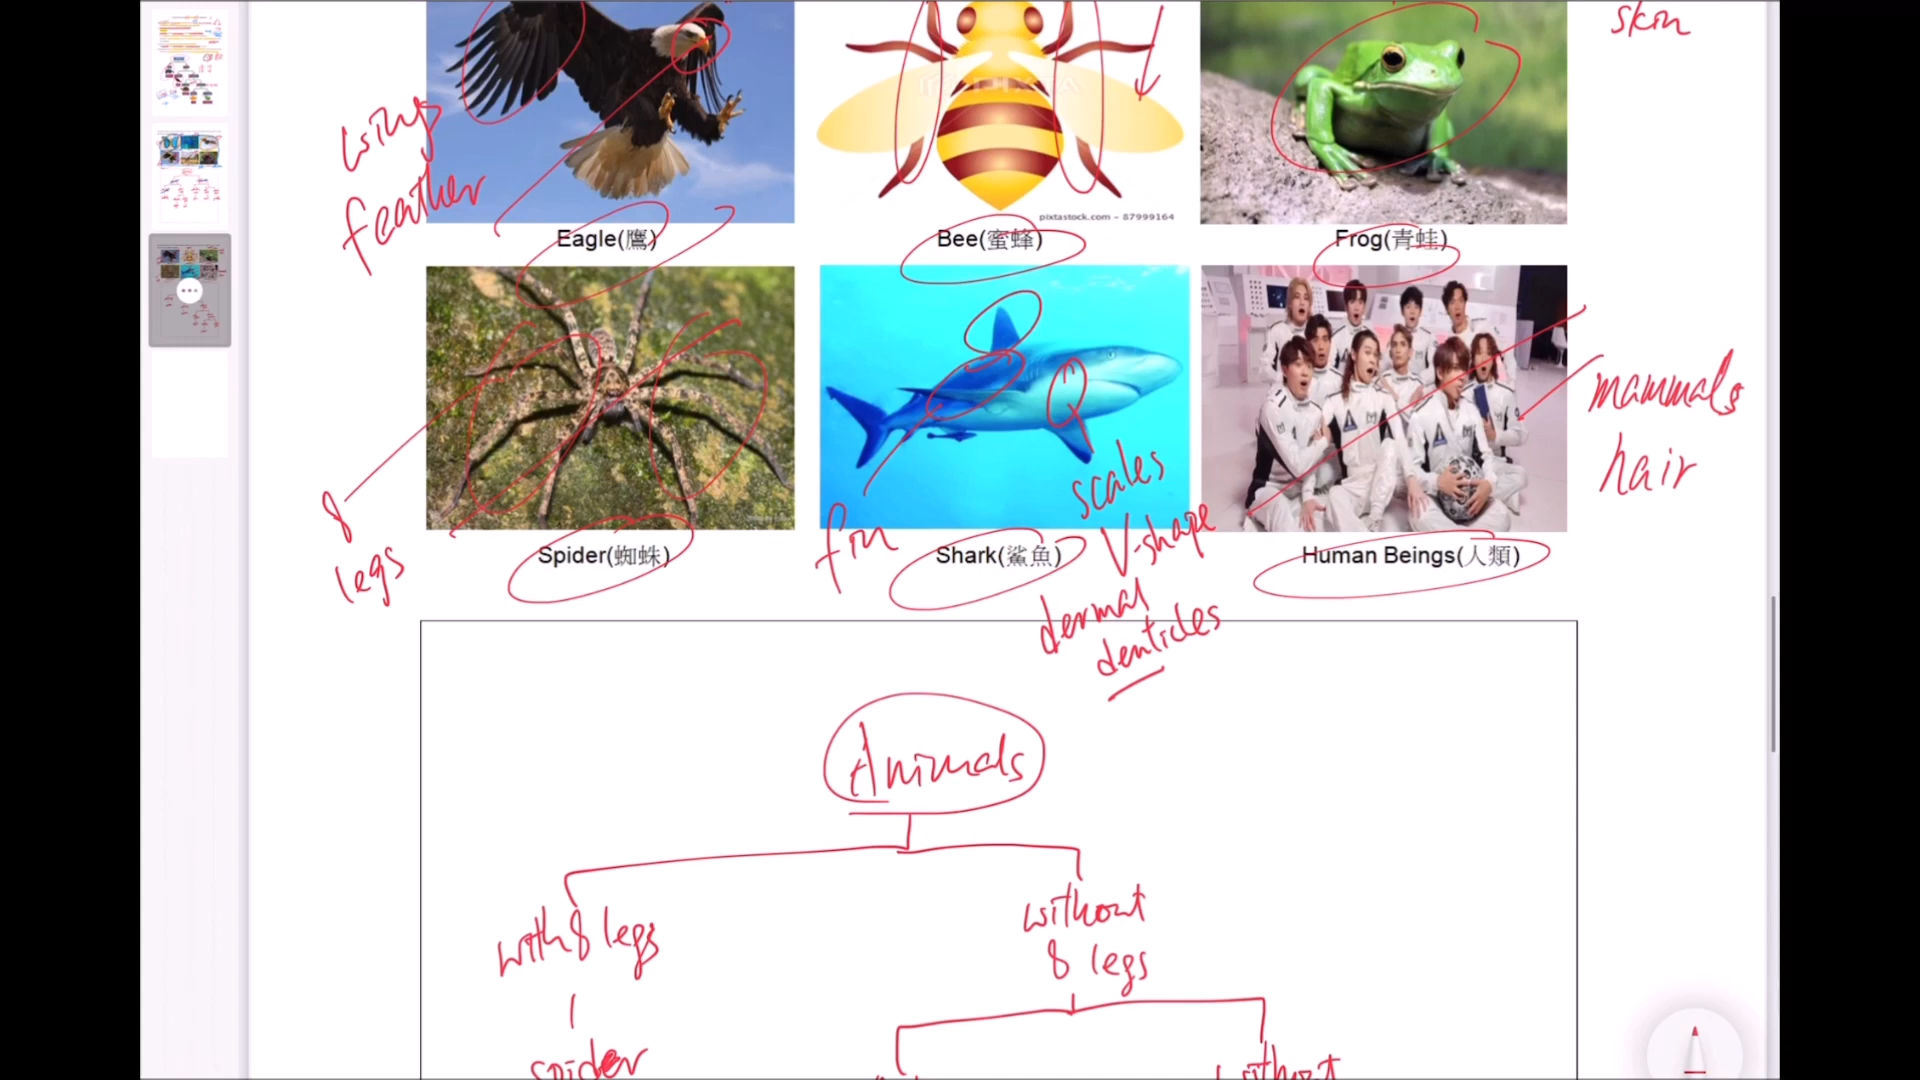 skin
wings
feather
pixtastock.com - 87999164
Eagle(鷹)
Bee(蜜蜂)
Frog(青蛙)
8
legs
fin
scales
V-shape
dermal
denticles
mammals
hair
Spider(蜘蛛)
Shark(鯊魚)
Human Beings(人類)
Animals
with 8 legs
without
8 legs
spider
without